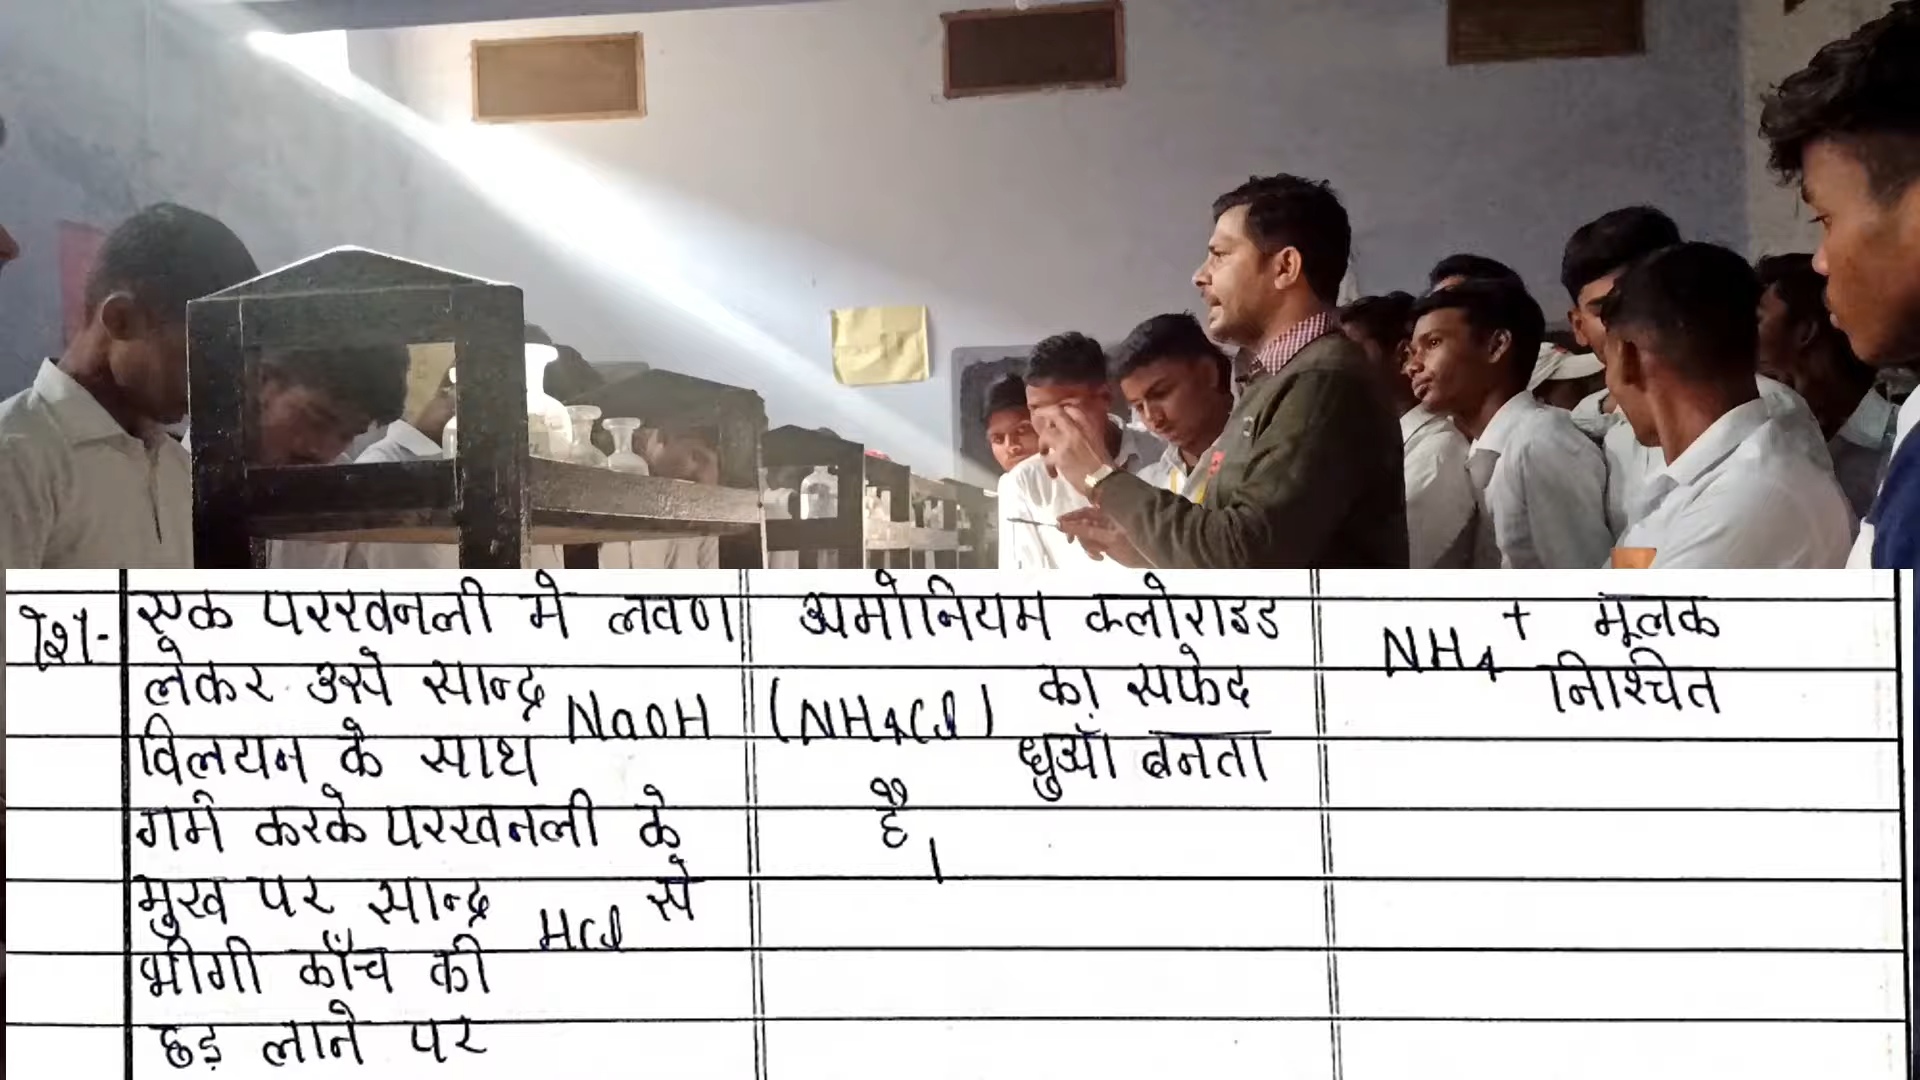 एक परखनली मे लवण
लेकर उसे सान्द्र NaOH
विलयन के साथ
गर्म करके परखनली के
मुख पर सान्द्र HCl से
भीगी काँच की
छड़ लाने पर
अमोनियम क्लोराइड
(NH4Cl) का सफेद
धुआँ बनता
है।
NH4+ मूलक
निश्चित